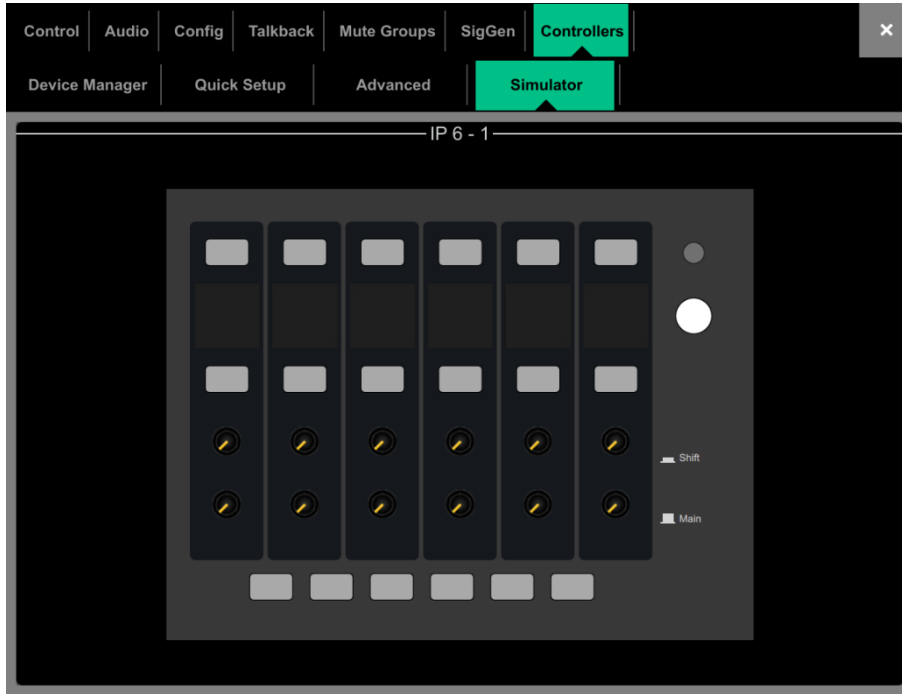 Control Audio Config Talkback Mute Groups SigGen Controllers ×
Device Manager Quick Setup Advanced Simulator
IP 6 - 1
Shift
Main